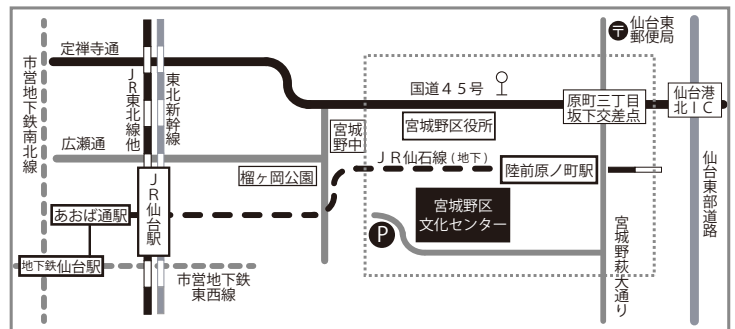 定禅寺通
市営地下鉄南北線
JR東北線他
東北新幹線
広瀬通
榴ヶ岡公園
宮城
野中
国道45号
宮城野区役所
JR仙石線(地下)
陸前原ノ町駅
原町三丁目
坂下交差点
仙台港
北IC
〒
仙台東
郵便局
JR仙台駅
あおば通駅
地下鉄仙台駅
市営地下鉄
東西線
宮城野区
文化センター
P
宮城野萩大通り
仙台東部道路